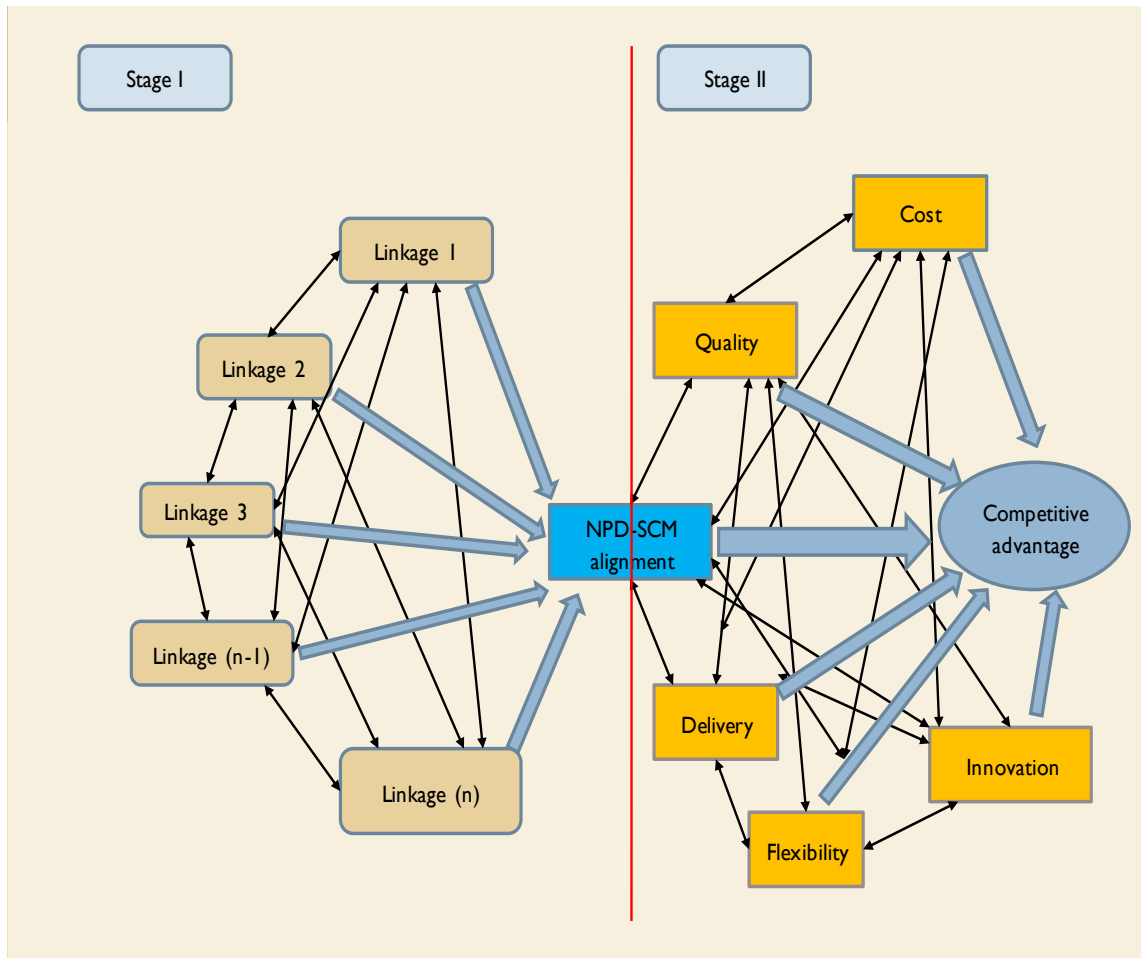 Stage I
Stage II
Cost
Linkage 1
Quality
Linkage 2
Linkage 3
NPD-SCM
alignment
Competitive
advantage
Linkage (n-1)
Delivery
Innovation
Linkage (n)
Flexibility